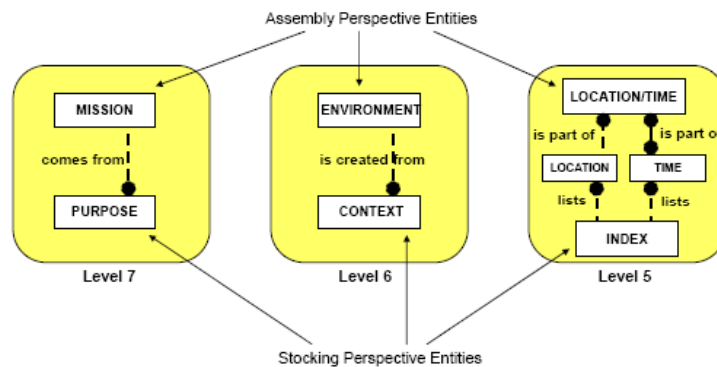 Assembly Perspective Entities
MISSION
comes from
PURPOSE
Level 7
ENVIRONMENT
is created from
CONTEXT
Level 6
LOCATION/TIME
is part of
is part o
LOCATION
TIME
lists
lists
INDEX
Level 5
Stocking Perspective Entities